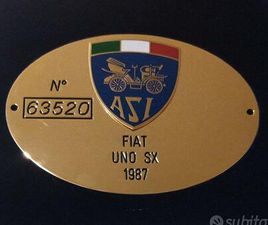 N°
63520
ASI
FIAT
UNO SX
1987
subito